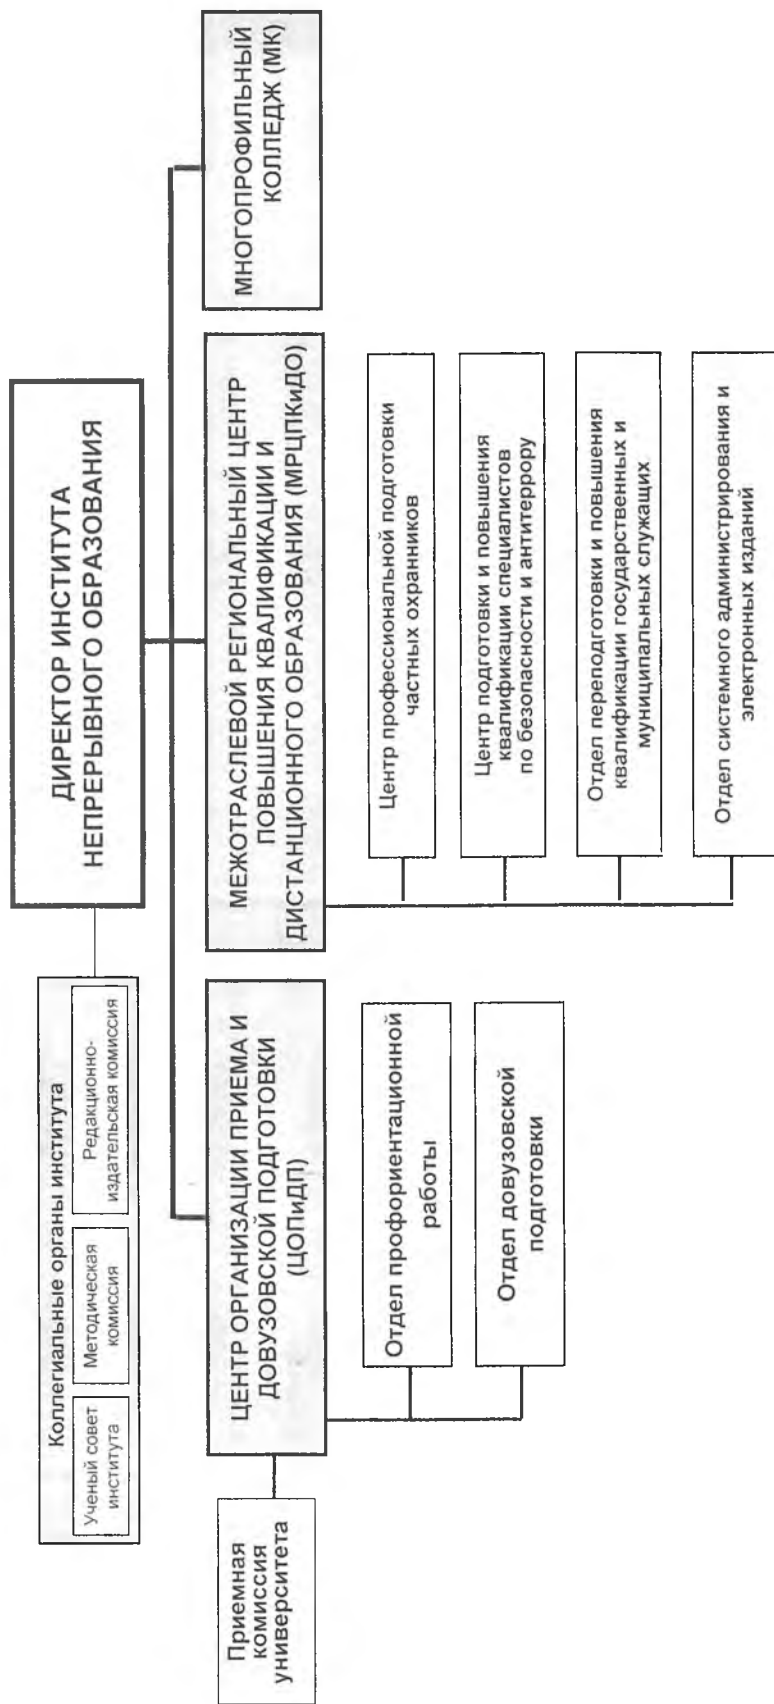 ДИРЕКТОР ИНСТИТУТА
НЕПРЕРЫВНОГО ОБРАЗОВАНИЯ
Коллегиальные органы института
Ученый совет
института
Методическая
комиссия
Редакционно-
издательская комиссия
Приемная
комиссия
университета
ЦЕНТР ОРГАНИЗАЦИИ ПРИЕМА И
ДОВУЗОВСКОЙ ПОДГОТОВКИ
(ЦОПиДП)
Отдел профориентационной
работы
Отдел довузовской
подготовки
МЕЖОТРАСЛЕВОЙ РЕГИОНАЛЬНЫЙ ЦЕНТР
ПОВЫШЕНИЯ КВАЛИФИКАЦИИ И
ДИСТАНЦИОННОГО ОБРАЗОВАНИЯ (МРЦПКиДО)
Центр профессиональной подготовки
частных охранников
Центр подготовки и повышения
квалификации специалистов
по безопасности и антитеррору
Отдел переподготовки и повышения
квалификации государственных и
муниципальных служащих
Отдел системного администрирования и
электронных изданий
МНОГОПРОФИЛЬНЫЙ
КОЛЛЕДЖ (МК)